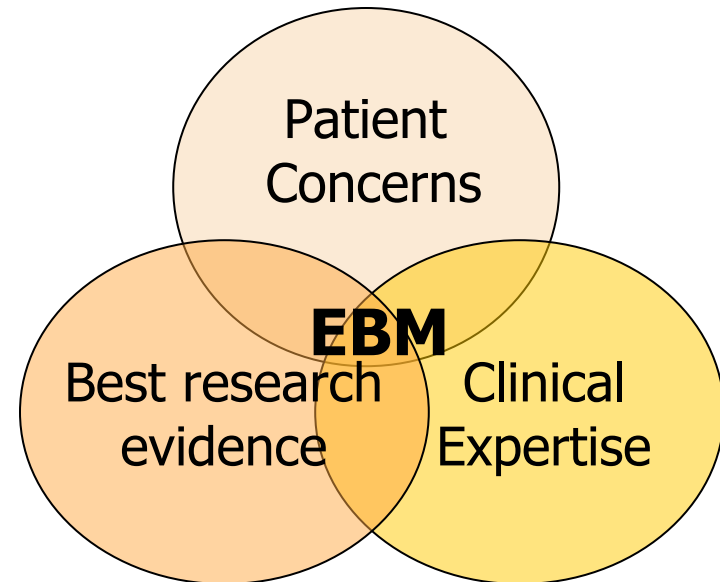 Patient
Concerns
EBM
Best research
evidence
Clinical
Expertise